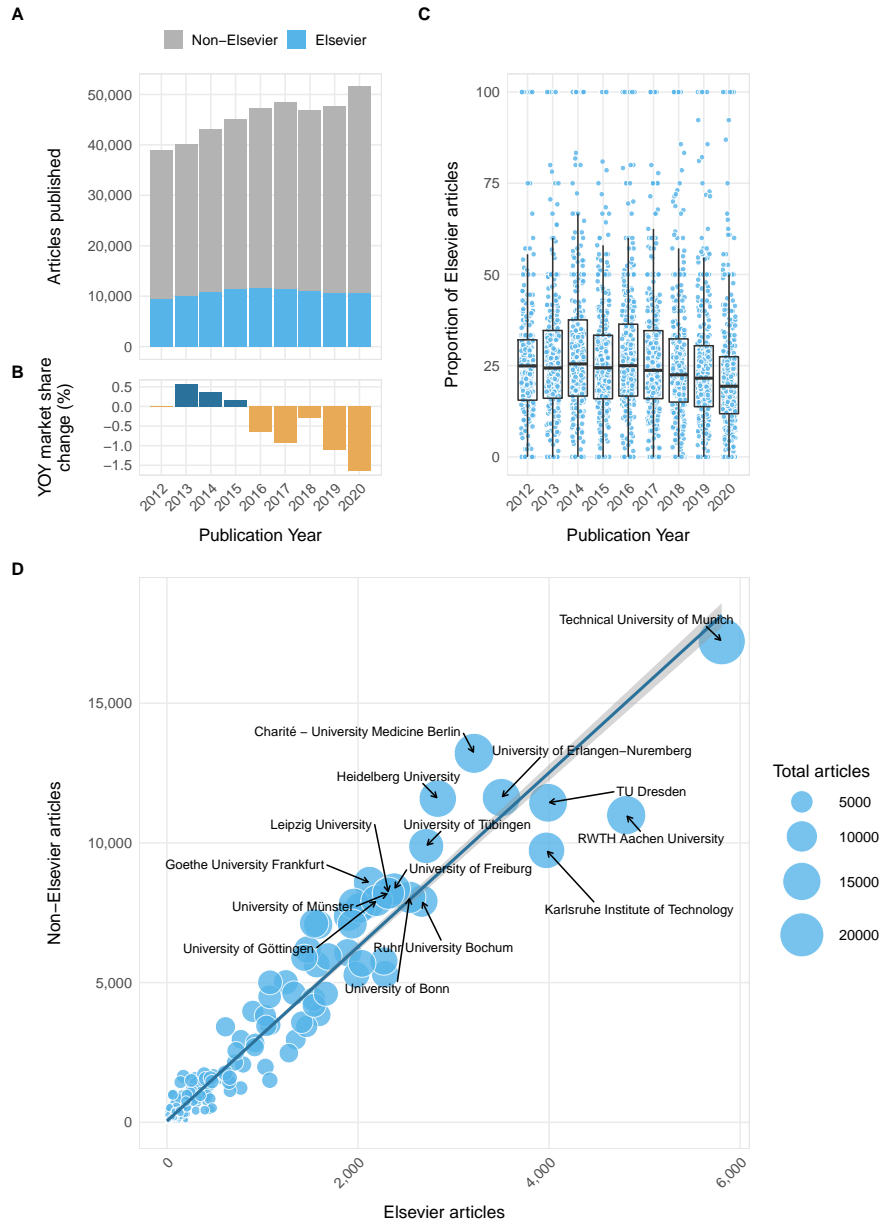 A
Non−Elsevier
Elsevier
50,000
40,000
30,000
20,000
10,000
0
Articles published
B
0.5
0.0
−0.5
−1.0
−1.5
YOY market share
change (%)
2012
2013
2014
2015
2016
2017
2018
2019
2020
Publication Year
C
100
75
50
25
0
Proportion of Elsevier articles
2012
2013
2014
2015
2016
2017
2018
2019
2020
Publication Year
D
Technical University of Munich
Charité − University Medicine Berlin
University of Erlangen−Nuremberg
Heidelberg University
TU Dresden
Leipzig University
University of Tübingen
RWTH Aachen University
Goethe University Frankfurt
University of Freiburg
University of Münster
Karlsruhe Institute of Technology
University of Göttingen
Ruhr University Bochum
University of Bonn
15,000
10,000
5,000
0
Non−Elsevier articles
0
2,000
4,000
6,000
Elsevier articles
Total articles
5000
10000
15000
20000